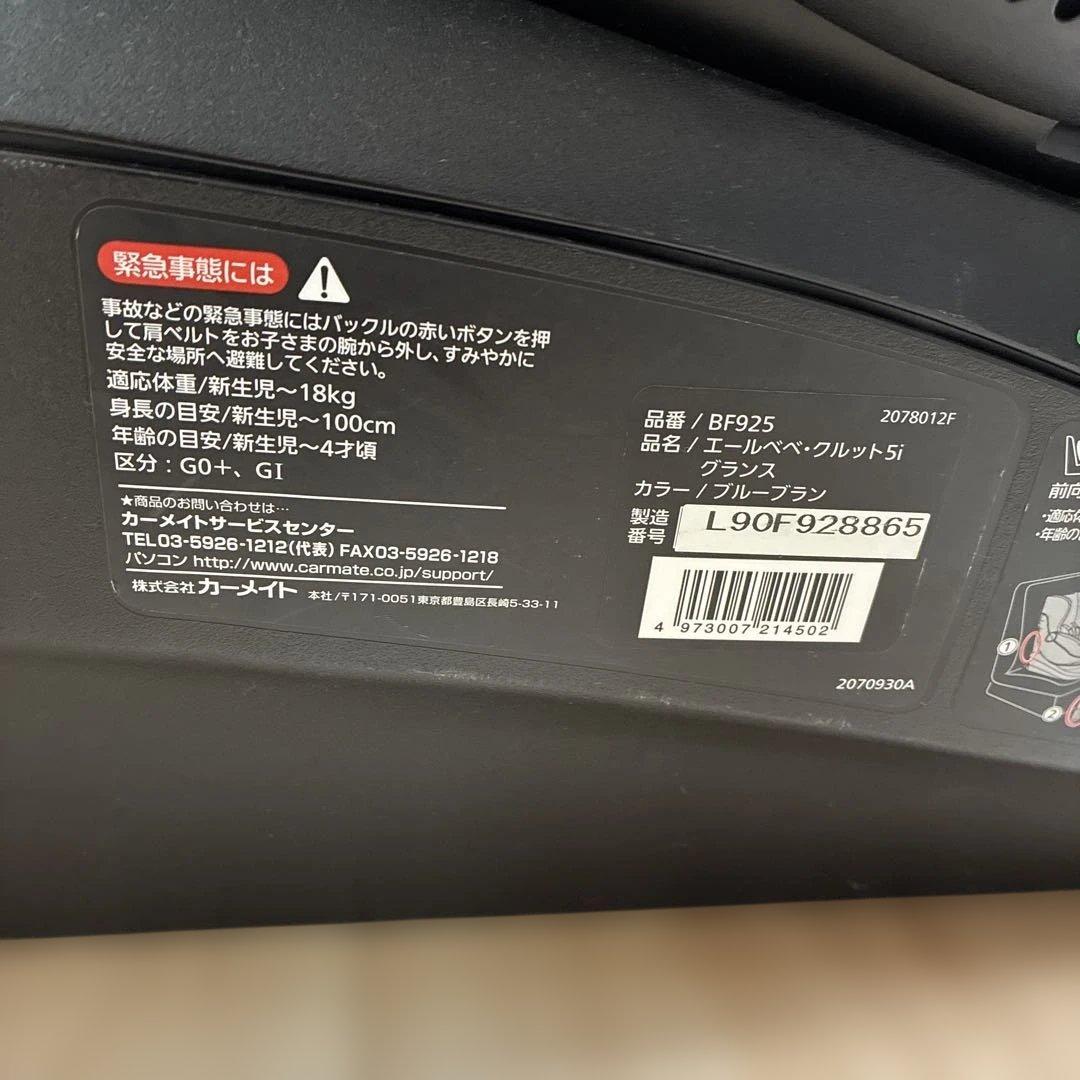 緊急事態には
事故などの緊急事態にはバックルの赤いボタンを押
して肩ベルトをお子さまの腕から外し、すみやかに
安全な場所へ避難してください。
適応体重/新生児～18kg
身長の目安/新生児～100cm
年齢の目安/新生児～4才頃
区分：G0＋、GI
★商品のお問い合わせは…
カーメイトサービスセンター
TEL03-5926-1212(代表) FAX03-5926-1218
パソコン http://www.carmate.co.jp/support/
株式会社 カーメイト 本社/〒171-0051 東京都豊島区長崎5-33-11
品番 / BF925 2078012F
品名 / エールベベ・クルット5i
グランス
カラー / ブルーブラン
製造番号 L90F928865
4 973007 214502
2070930A
前向
・適応体
・年齢の
1
2